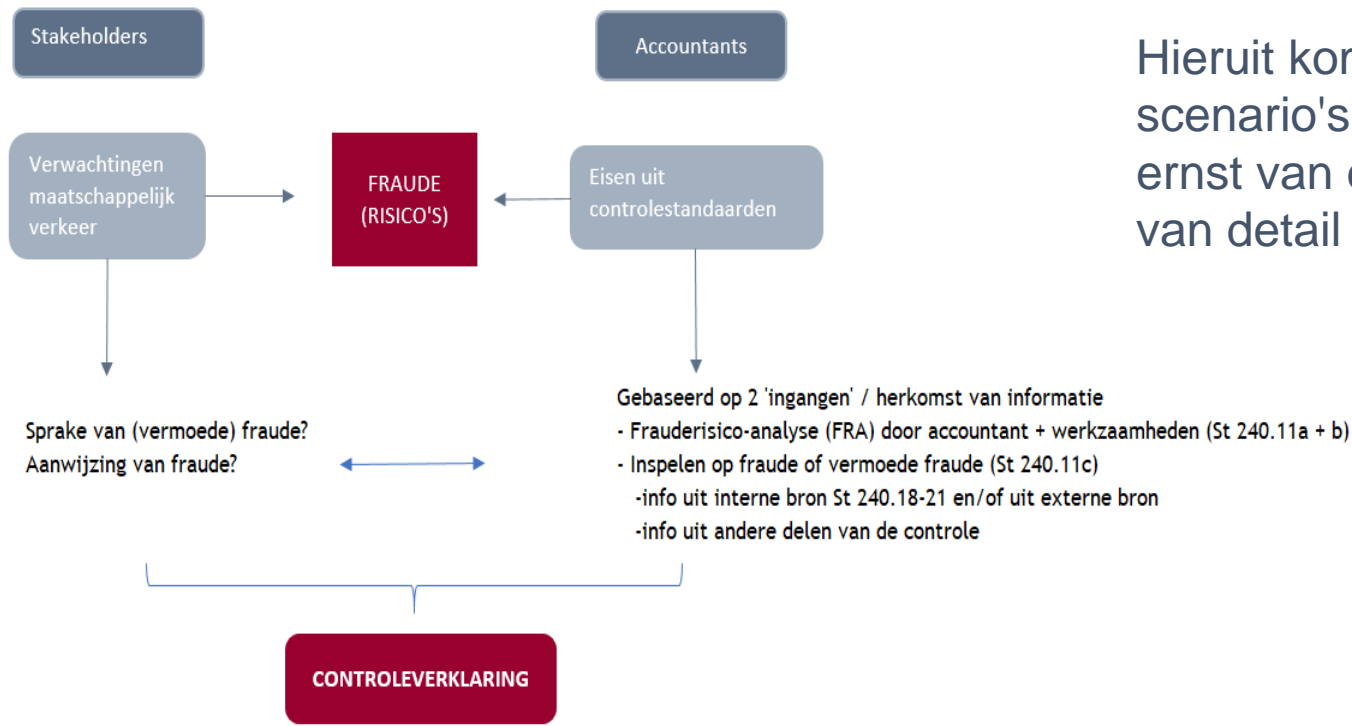 Stakeholders
Accountants
Hieruit
scenario's
ernst van
van detail
Verwachtingen
maatschappelijk
verkeer
FRAUDE
(RISICO'S)
Eisen uit
controlestandaarden
Sprake van (vermoede) fraude?
Aanwijzing van fraude?
Gebaseerd op 2 'ingangen' / herkomst van informatie
- Frauderisico-analyse (FRA) door accountant + werkzaamheden (St 240.11a + b)
- Inspelen op fraude of vermoede fraude (St 240.11c)
-info uit interne bron St 240.18-21 en/of uit externe bron
-info uit andere delen van de controle
CONTROLEVERKLARING